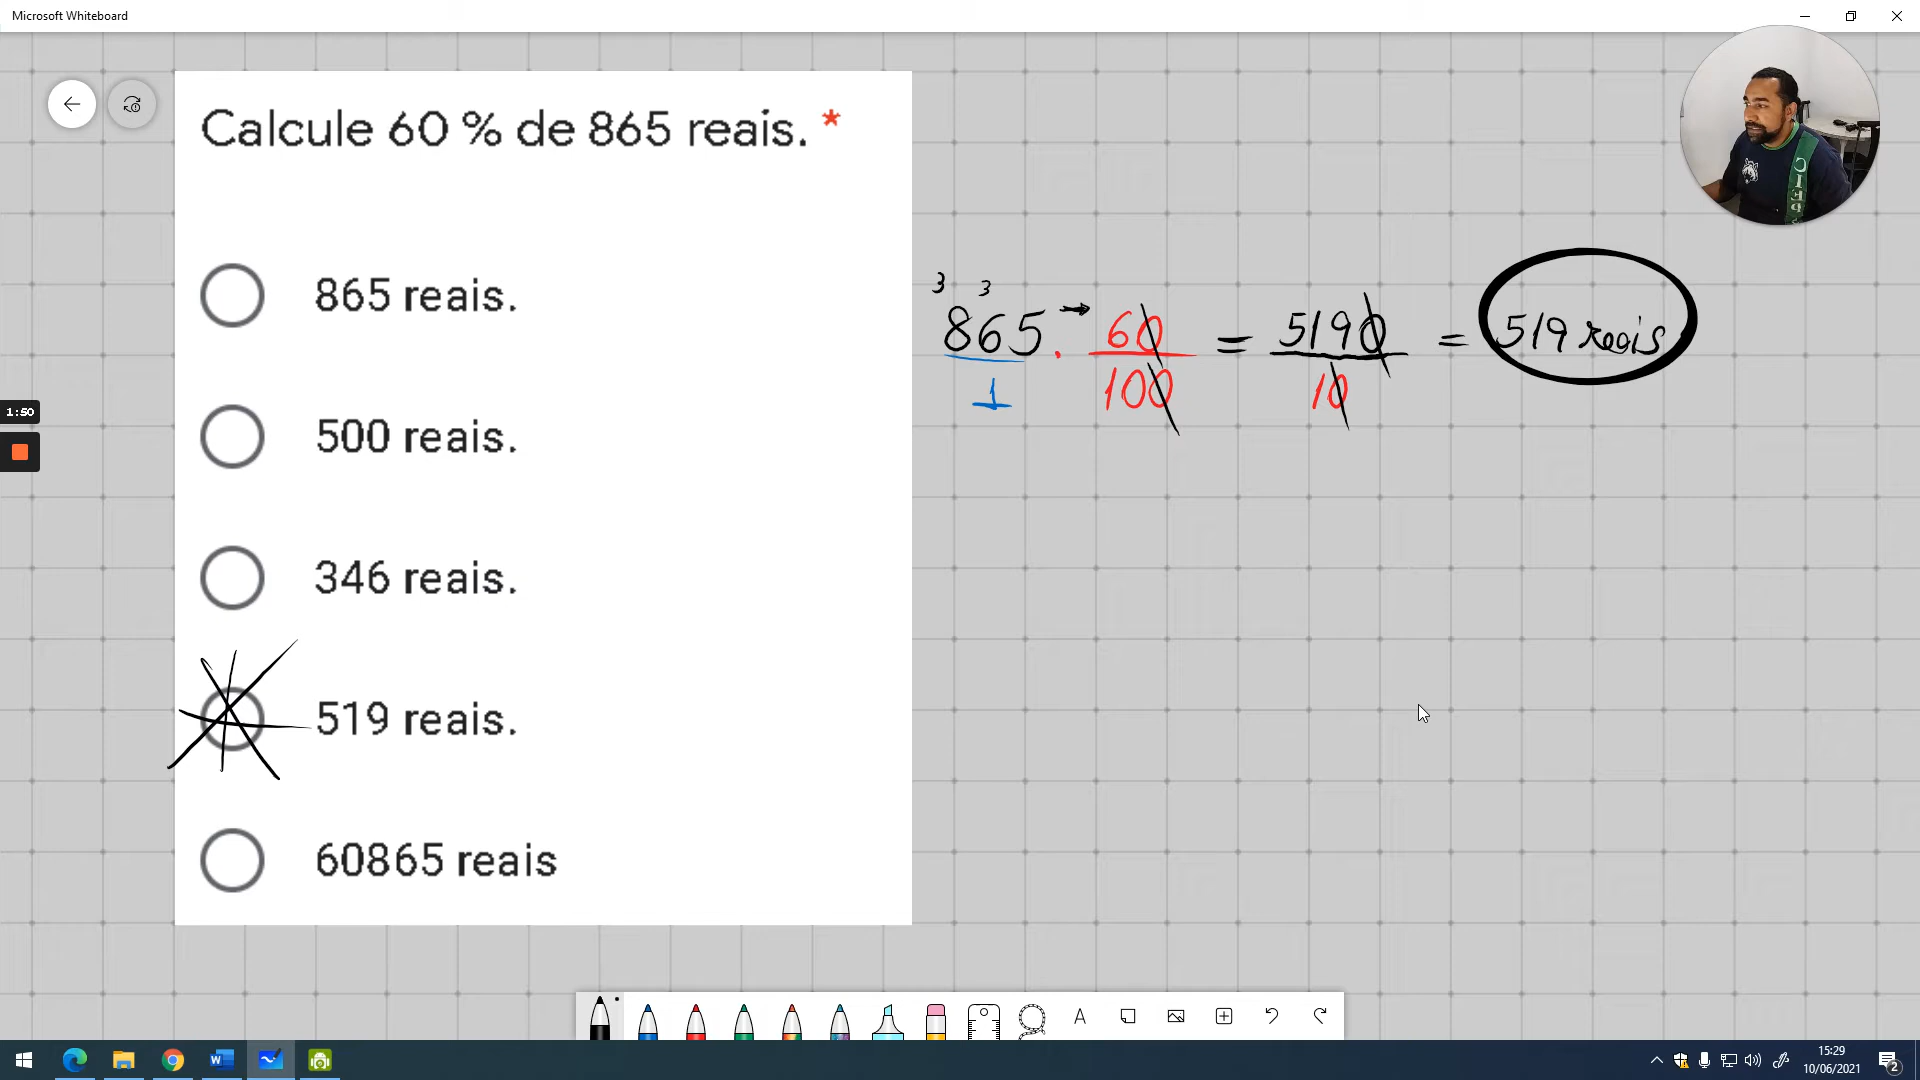 Microsoft Whiteboard
Calcule 60 % de 865 reais. *
865 reais.
500 reais.
346 reais.
519 reais.
60865 reais
3 3
865 . 60 = 5190 = 519 reais
1 100 10
1:50
A
W
15:29
10/06/2021
2